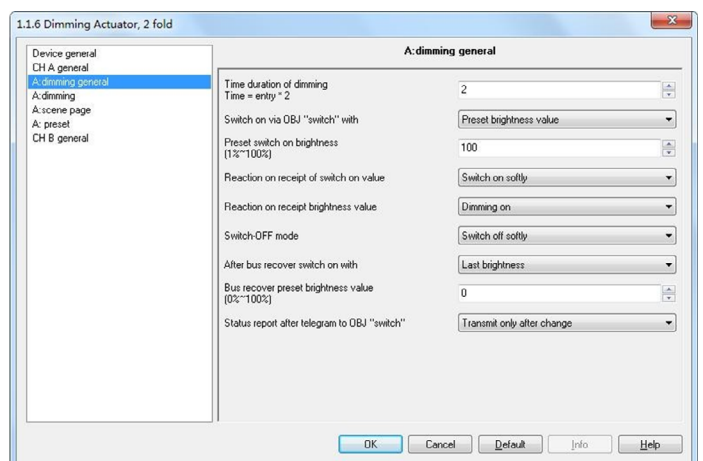 1.1.6 Dimming Actuator, 2 fold
Device general
CH A general
A:dimming general
A:dimming
A:scene page
A: preset
CH B general
A:dimming general
Time duration of dimming
Time = entry * 2
2
Switch on via OBJ "switch" with
Preset brightness value
Preset switch on brightness
(1%~100%)
100
Reaction on receipt of switch on value
Switch on softly
Reaction on receipt brightness value
Dimming on
Switch-OFF mode
Switch off softly
After bus recover switch on with
Last brightness
Bus recover preset brightness value
(0%~100%)
0
Status report after telegram to OBJ "switch"
Transmit only after change
OK
Cancel
Default
Info
Help